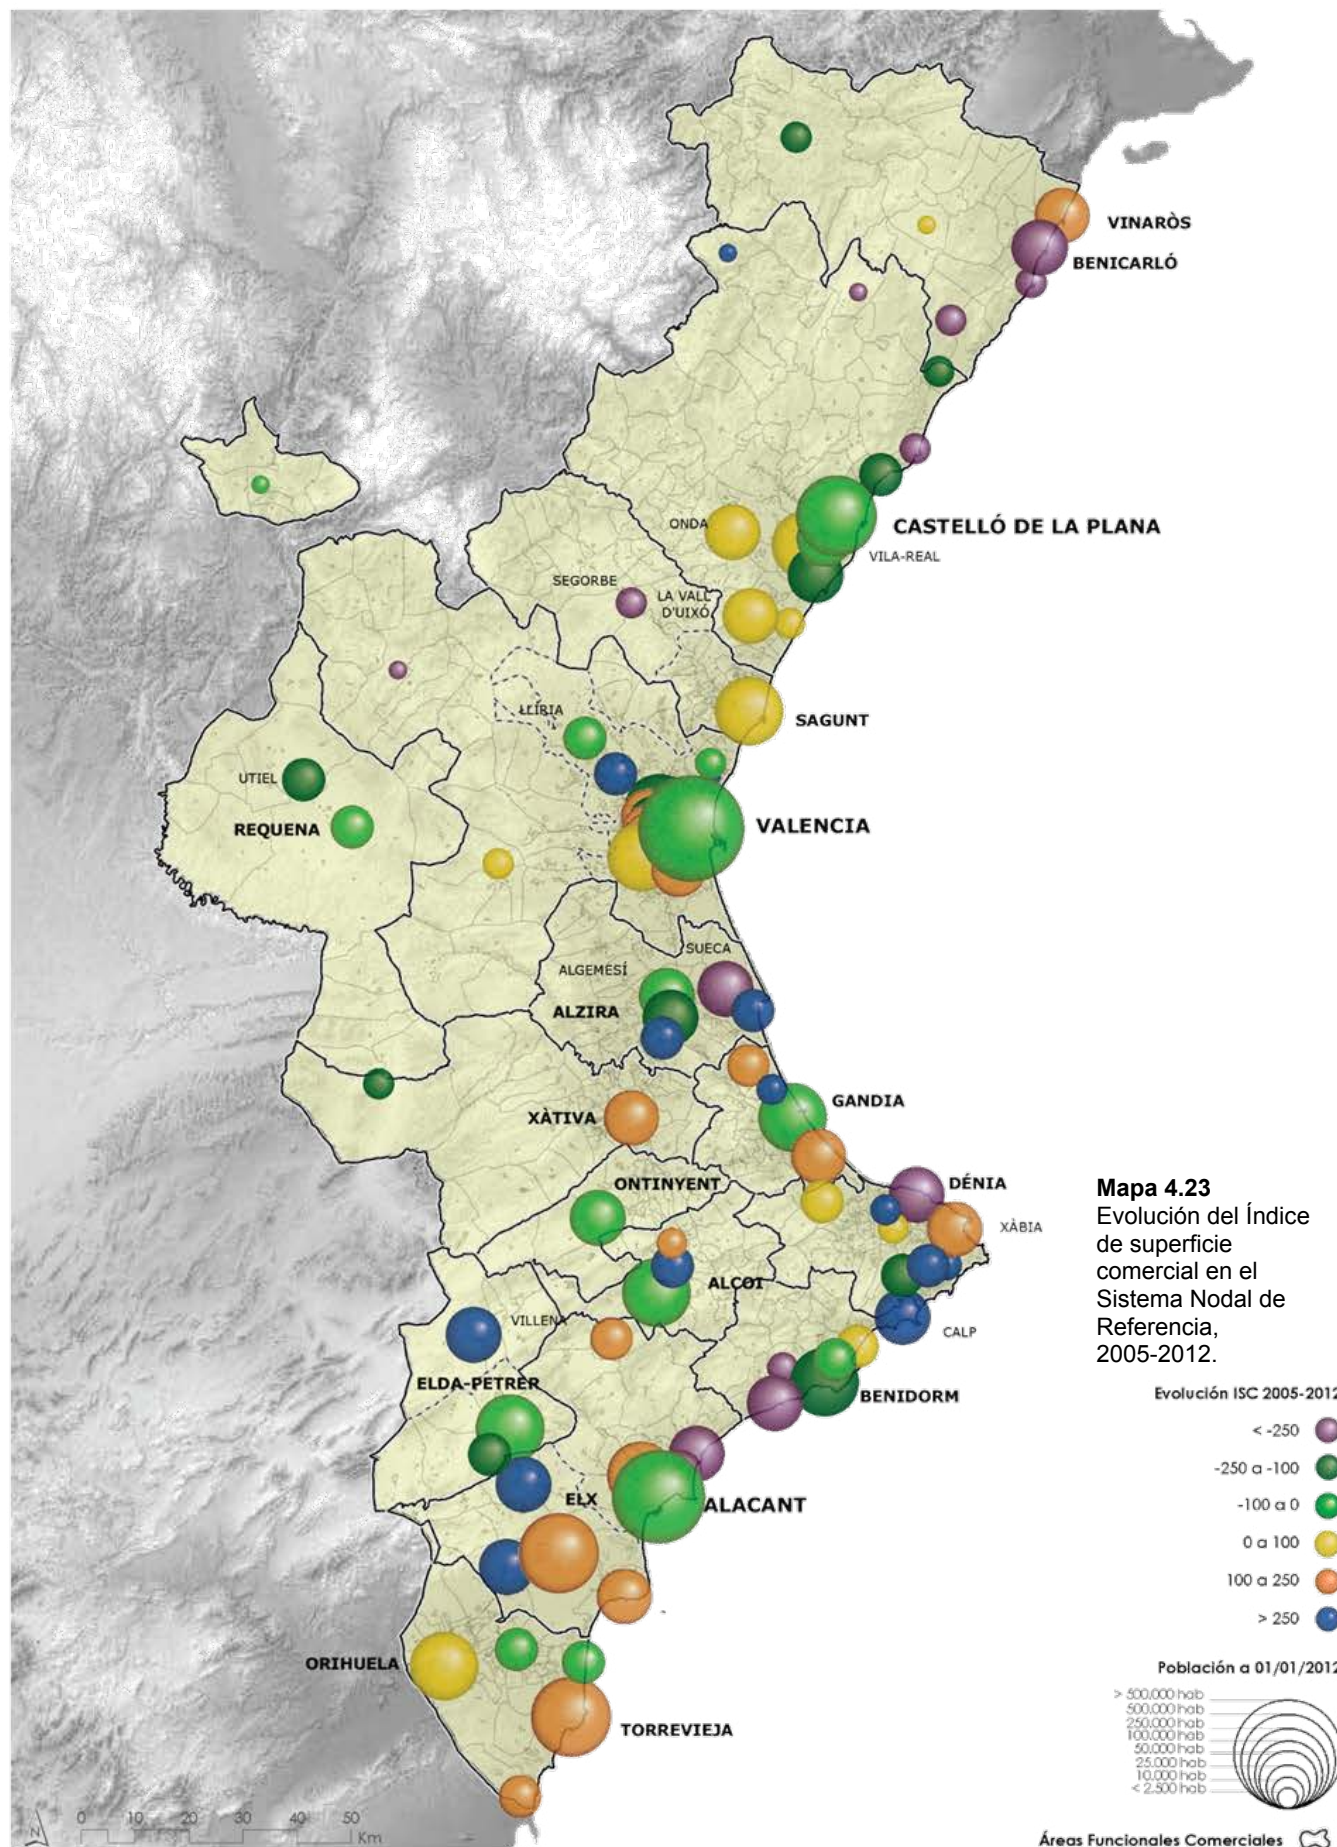 VINARÒS
BENICARLÓ
ONDA
CASTELLÓ DE LA PLANA
VILA-REAL
SEGORBE
LA VALL
D'UIXÓ
LLÍRIA
SAGUNT
UTIEL
REQUENA
VALENCIA
SUECA
ALGEMESÍ
ALZIRA
GANDIA
XÀTIVA
ONTINYENT
DÉNIA
XÀBIA
ALCOI
VILLENA
CALP
ELDA-PETRER
BENIDORM
ELX
ALACANT
ORIHUELA
TORREVIEJA
Mapa 4.23
Evolución del Índice
de superficie
comercial en el
Sistema Nodal de
Referencia,
2005-2012.
Evolución ISC 2005-2012
< -250
-250 a -100
-100 a 0
0 a 100
100 a 250
> 250
Población a 01/01/2012
> 500.000 hab
500.000 hab
250.000 hab
100.000 hab
50.000 hab
25.000 hab
10.000 hab
< 2.500 hab
Áreas Funcionales Comerciales
N
0 10 20 30 40 50
Km